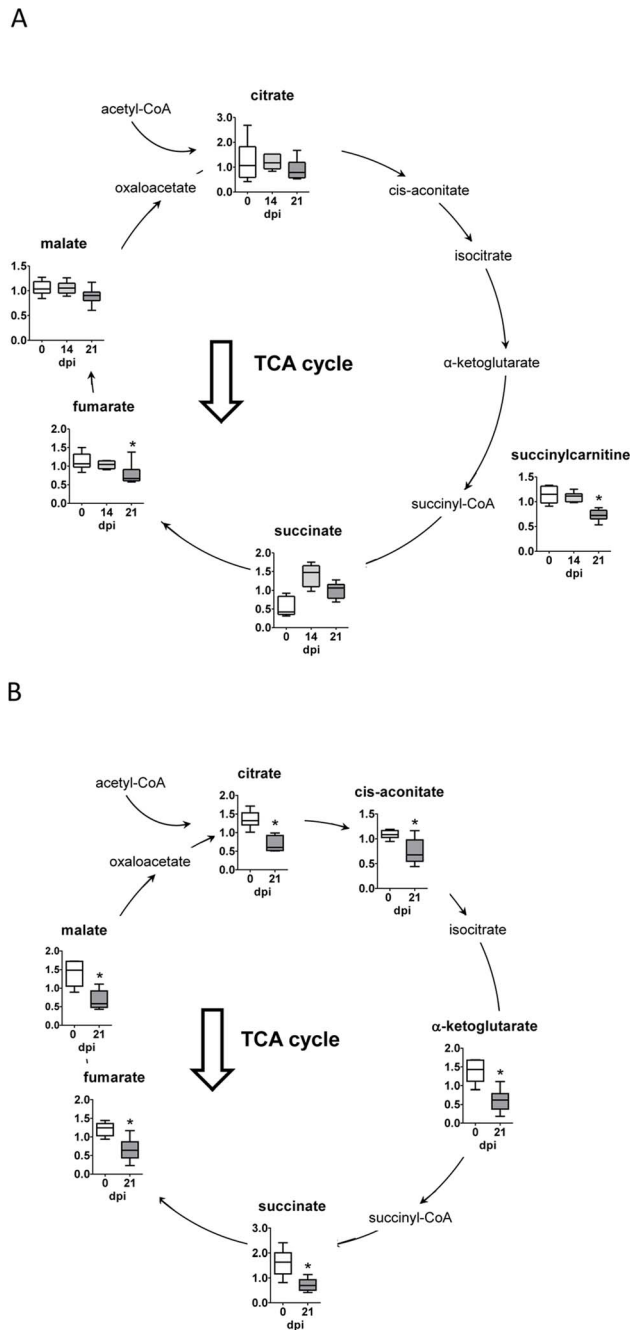 A
citrate
acetyl-CoA
3.0
2.0
1.0
0.0
0 14 21
dpi
oxaloacetate
cis-aconitate
malate
1.5
1.0
0.5
0.0
0 14 21
dpi
isocitrate
TCA cycle
α-ketoglutarate
fumarate
2.0
1.5
1.0
0.5
0.0
*
0 14 21
dpi
succinylcarnitine
1.5
1.0
0.5
0.0
*
0 14 21
dpi
succinyl-CoA
succinate
2.0
1.5
1.0
0.5
0.0
0 14 21
dpi
B
citrate
acetyl-CoA
2.0
1.5
1.0
0.5
0.0
*
0 21
dpi
cis-aconitate
1.5
1.0
0.5
0.0
*
0 21
dpi
oxaloacetate
malate
2.0
1.5
1.0
0.5
0.0
*
0 21
dpi
isocitrate
α-ketoglutarate
2.0
1.5
1.0
0.5
0.0
*
0 21
dpi
TCA cycle
fumarate
2.0
1.5
1.0
0.5
0.0
*
0 21
dpi
succinate
3.0
2.0
1.0
0.0
*
0 21
dpi
succinyl-CoA